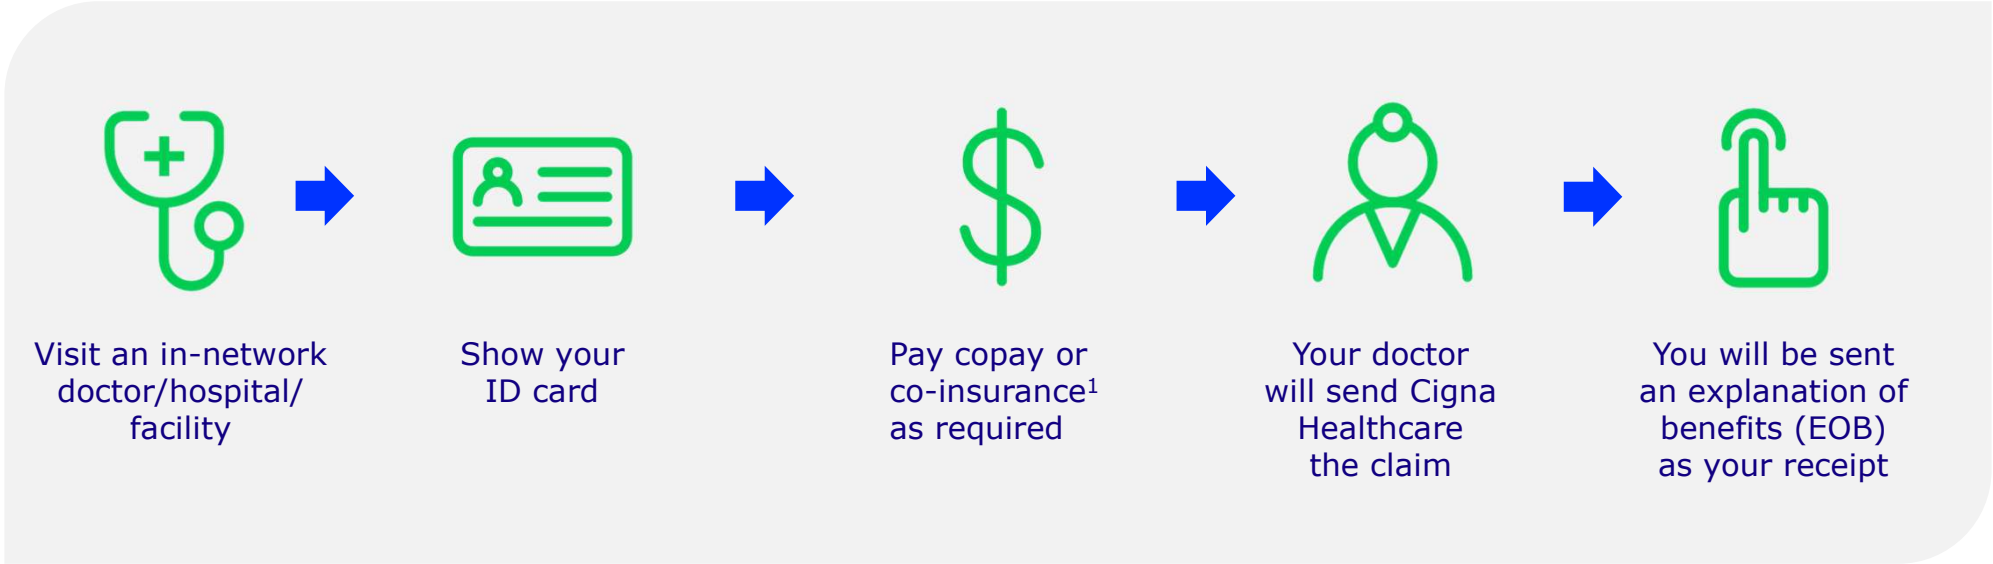 Visit an in-network
doctor/hospital/
facility
Show your
ID card
Pay copay or
co-insurance¹
as required
Your doctor
will send Cigna
Healthcare
the claim
You will be sent
an explanation of
benefits (EOB)
as your receipt